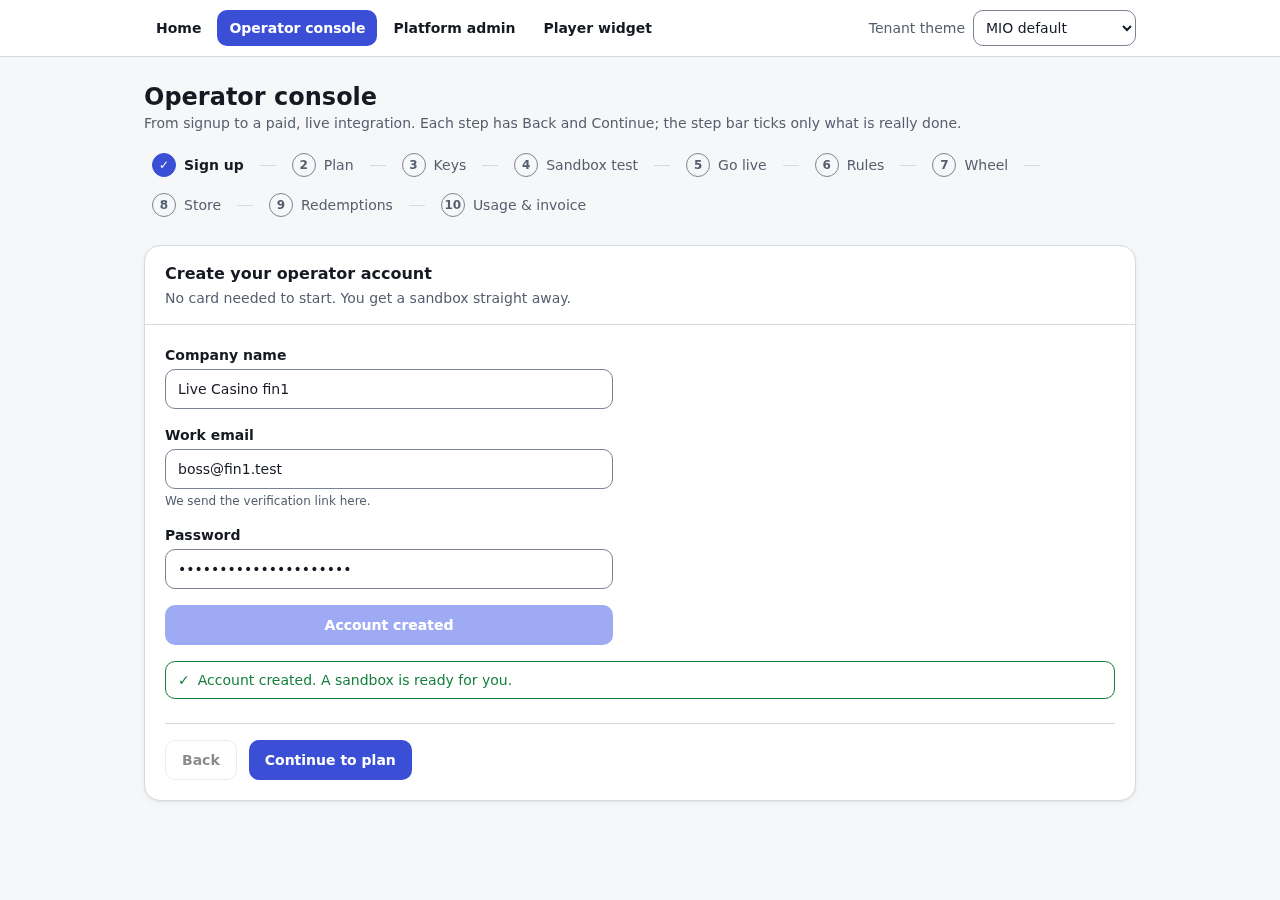 Home Operator console Platform admin Player widget Tenant theme MIO default
Operator console
From signup to a paid, live integration. Each step has Back and Continue; the step bar ticks only what is really done.
✓ Sign up 2 Plan 3 Keys 4 Sandbox test 5 Go live 6 Rules 7 Wheel
8 Store 9 Redemptions 10 Usage & invoice
Create your operator account
No card needed to start. You get a sandbox straight away.
Company name
Live Casino fin1
Work email
boss@fin1.test
We send the verification link here.
Password
•••••••••••••••••••••
Account created
✓ Account created. A sandbox is ready for you.
Back Continue to plan